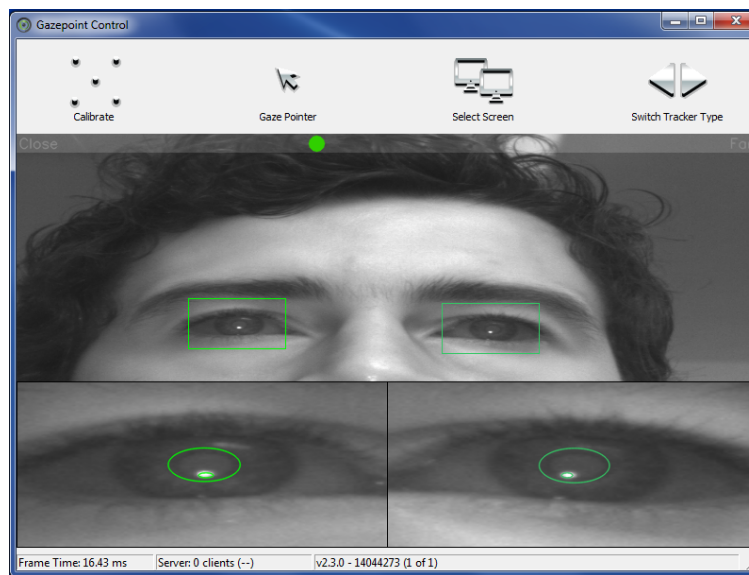 Gazepoint Control
Calibrate
Gaze Pointer
Select Screen
Switch Tracker Type
Close
Frame Time: 16.43 ms
Server: 0 clients (--)
v2.3.0 - 14044273 (1 of 1)